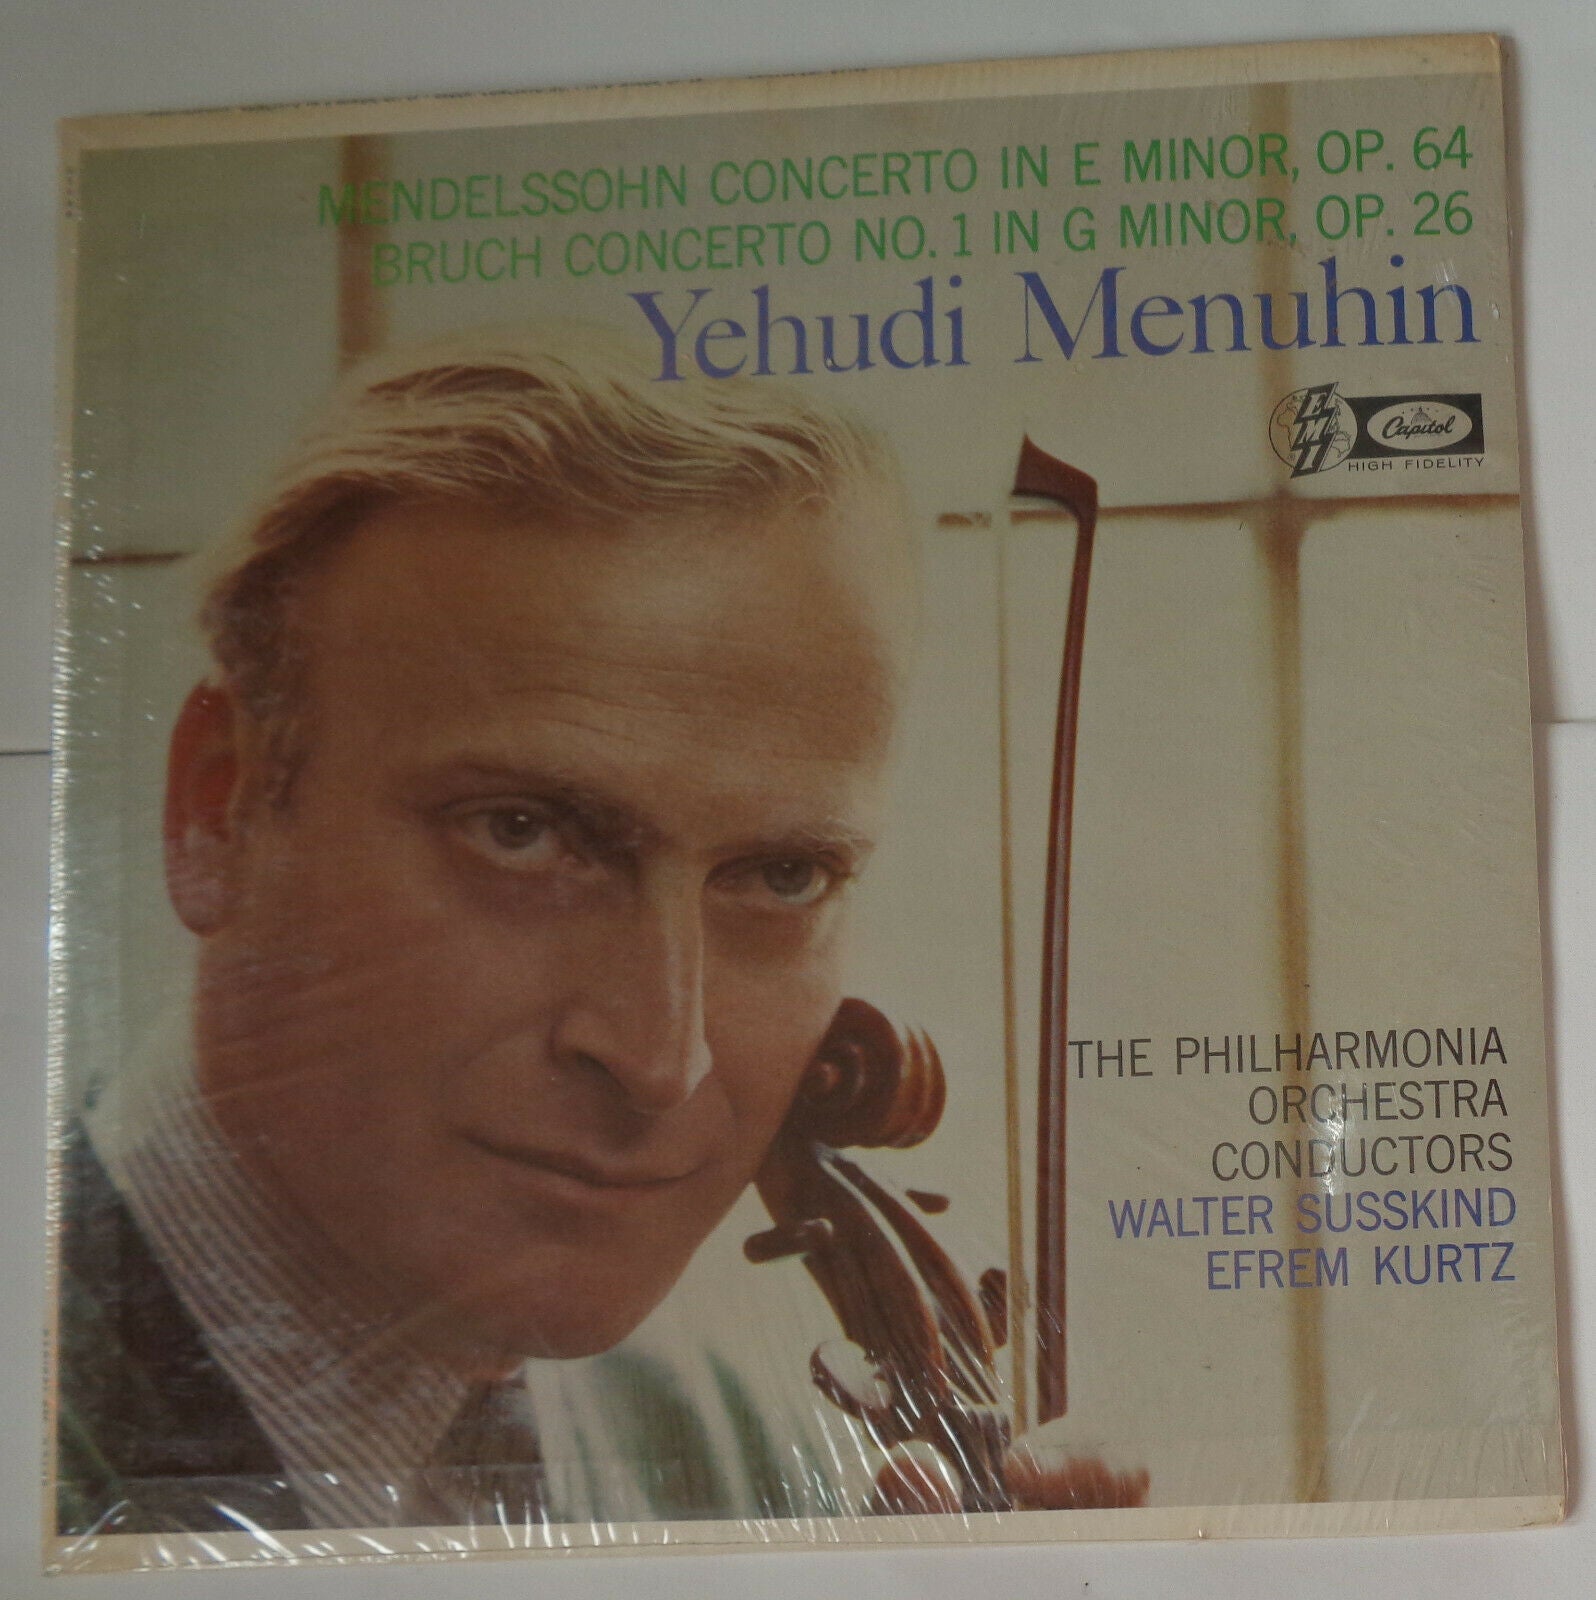 MENDELSSOHN CONCERTO IN E MINOR, OP. 64
BRUCH CONCERTO NO. 1 IN G MINOR, OP. 26
Yehudi Menuhin
EMI
Capitol
HIGH FIDELITY
THE PHILHARMONIA
ORCHESTRA
CONDUCTORS
WALTER SUSSKIND
EFREM KURTZ